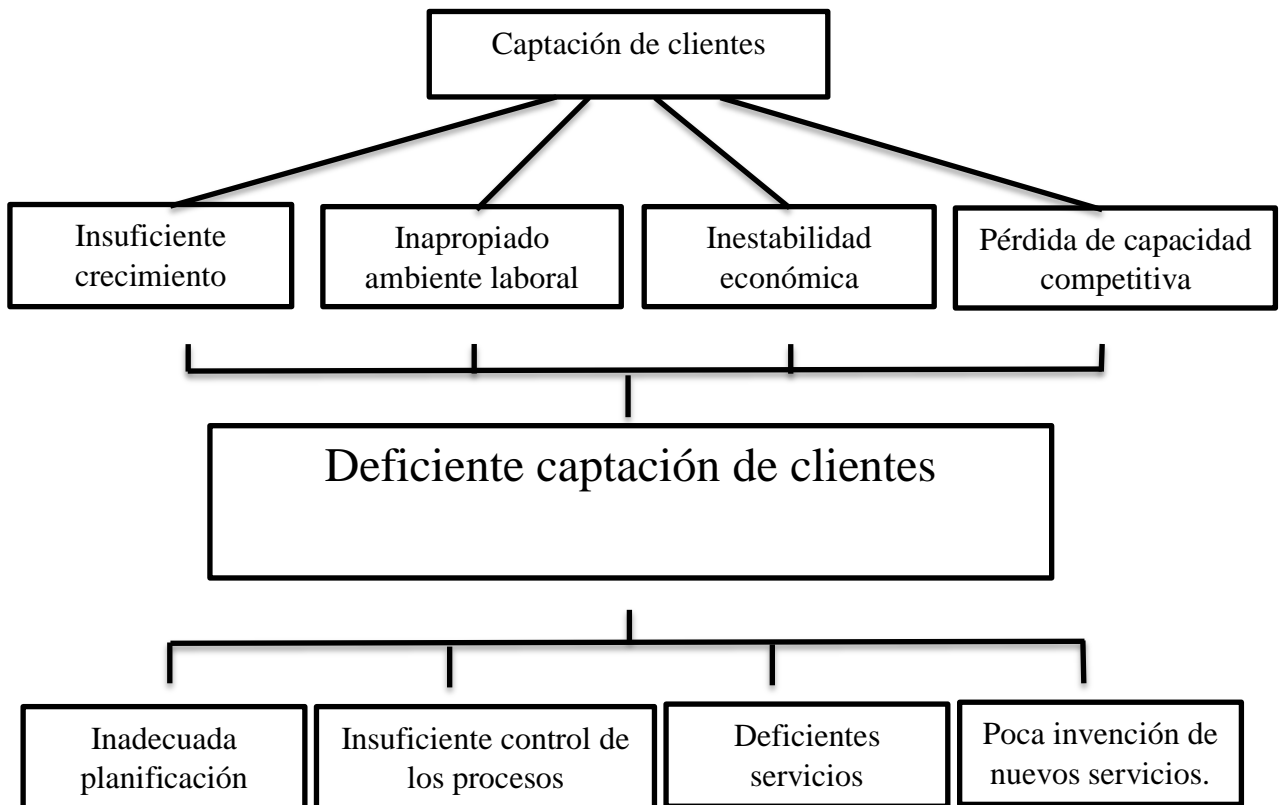 Captación de clientes
Insuficiente
crecimiento
Inapropiado
ambiente laboral
Inestabilidad
económica
Pérdida de capacidad
competitiva
Deficiente captación de clientes
Inadecuada
planificación
Insuficiente control de
los procesos
Deficientes
servicios
Poca invención de
nuevos servicios.